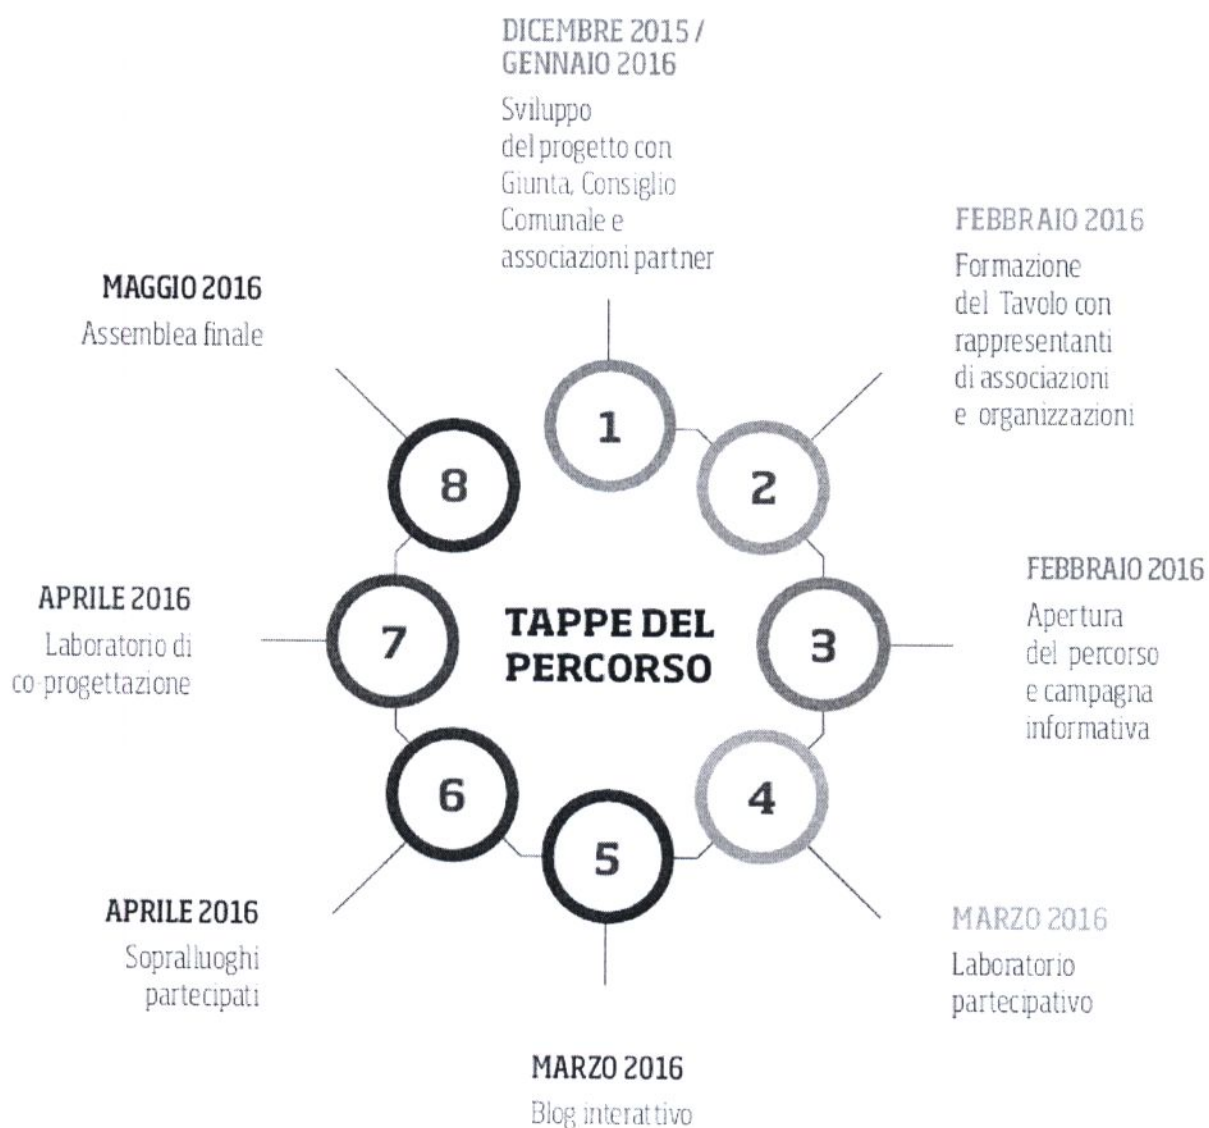 DICEMBRE 2015 /
GENNAIO 2016
Sviluppo
del progetto con
Giunta, Consiglio
Comunale e
associazioni partner
1
FEBBRAIO 2016
Formazione
del Tavolo con
rappresentanti
di associazioni
e organizzazioni
2
FEBBRAIO 2016
Apertura
del percorso
e campagna
informativa
3
MARZO 2016
Laboratorio
partecipativo
4
MARZO 2016
Blog interattivo
5
APRILE 2016
Sopralluoghi
partecipati
6
APRILE 2016
Laboratorio di
co-progettazione
7
MAGGIO 2016
Assemblea finale
8
TAPPE DEL
PERCORSO